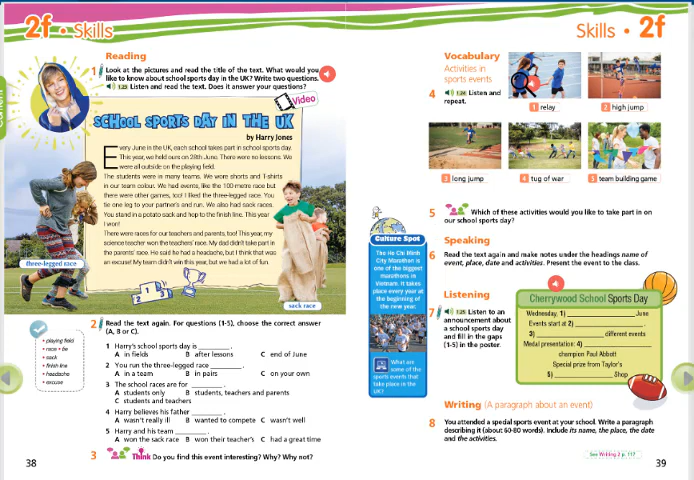 2f • Skills
Reading
1 Look at the pictures and read the title of the text. What would you
like to know about school sports day in the UK? Write two questions.
1.23 Listen and read the text. Does it answer your questions?
Video
SCHOOL SPORTS DAY IN THE UK
by Harry Jones
Every June in the UK, each school takes part in school sports day.
This year, we held ours on 28th June. There were no lessons. We
were all outside on the playing field.
The students were in many teams. We wore shorts and T-shirts
in our team colour. We had events, like the 100-metre race but
there were other games, too! I liked the three-legged race. You
tie one leg to your partner's and run. We also had sack races.
You stand in a potato sack and hop to the finish line. This year
I won!
There were races for our teachers and parents, too! This year, my
science teacher won the teachers' race. My dad didn't take part in
the parents' race. He said he had a headache, but I think that was
an excuse! My team didn't win this year, but we had a lot of fun.
three-legged race
1
2
3
sack race
• playing field
• race • tie
• sack
• finish line
• headache
• excuse
2 Read the text again. For questions (1-5), choose the correct answer
(A, B or C).
1 Harry's school sports day is ________.
A in fields B after lessons C end of June
2 You run the three-legged race ________.
A in a team B in pairs C on your own
3 The school races are for ________.
A students only B students, teachers and parents
C students and teachers
4 Harry believes his father ________.
A wasn't really ill B wanted to compete C wasn't well
5 Harry and his team ________.
A won the sack race B won their teacher's C had a great time
3 Think Do you find this event interesting? Why? Why not?
38
Skills • 2f
Vocabulary
Activities in
sports events
4 1.24 Listen and
repeat.
1 relay
2 high jump
3 long jump
4 tug of war
5 team building game
5 Which of these activities would you like to take part in on
our school sports day?
Culture Spot
The Ho Chi Minh
City Marathon is
one of the biggest
marathons in
Vietnam. It takes
place every year at
the beginning of
the new year.
What are
some of the
sports events that
take place in the
UK?
Speaking
6 Read the text again and make notes under the headings name of
event, place, date and activities. Present the event to the class.
Listening
7 1.25 Listen to an
announcement about
a school sports day
and fill in the gaps
(1-5) in the poster.
Cherrywood School Sports Day
Wednesday, 1) ________ June
Events start at 2) ________.
3) ________ different events
Medal presentation: 4) ________
champion Paul Abbott
Special prize from Taylor's
5) ________ Shop
Writing (A paragraph about an event)
8 You attended a special sports event at your school. Write a paragraph
describing it (about 60-80 words). Include its name, the place, the date
and the activities.
See Writing 2 p. 117
39